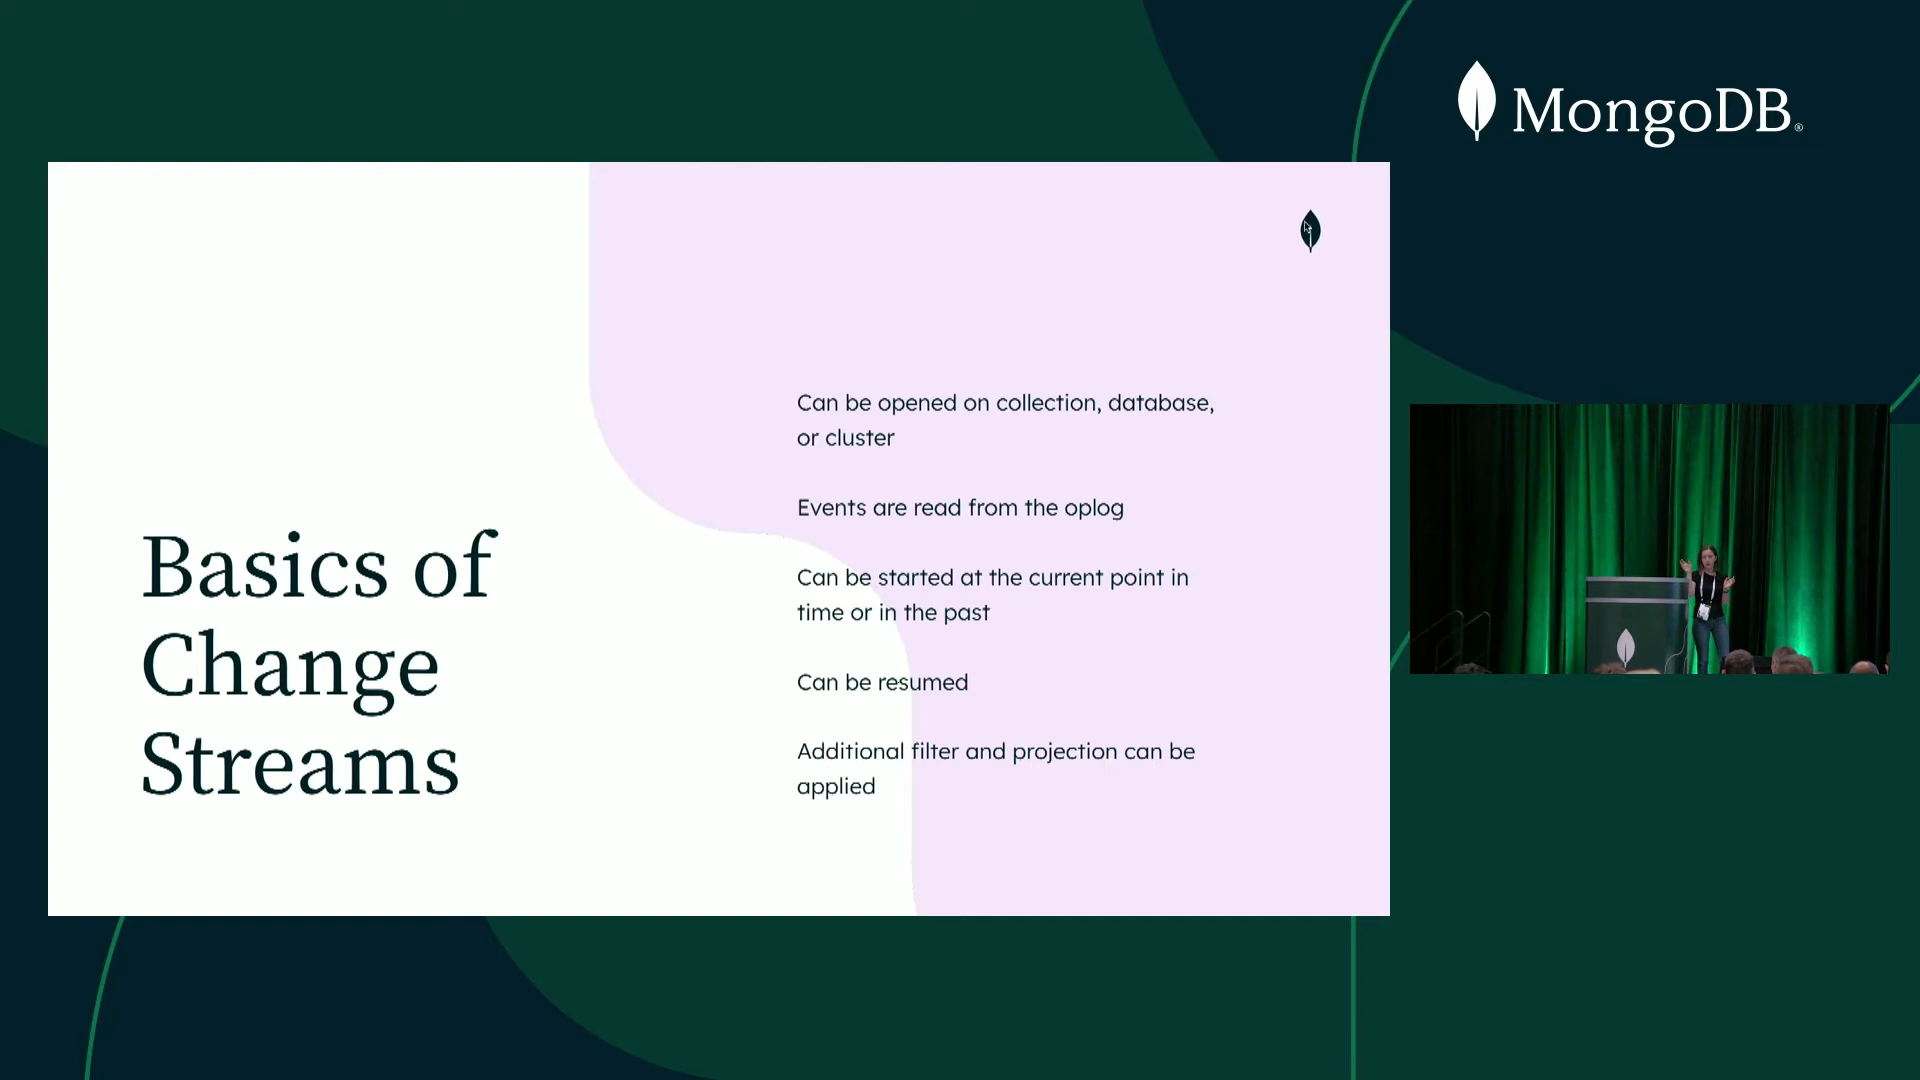 MongoDB®
Basics of
Change
Streams
Can be opened on collection, database,
or cluster
Events are read from the oplog
Can be started at the current point in
time or in the past
Can be resumed
Additional filter and projection can be
applied